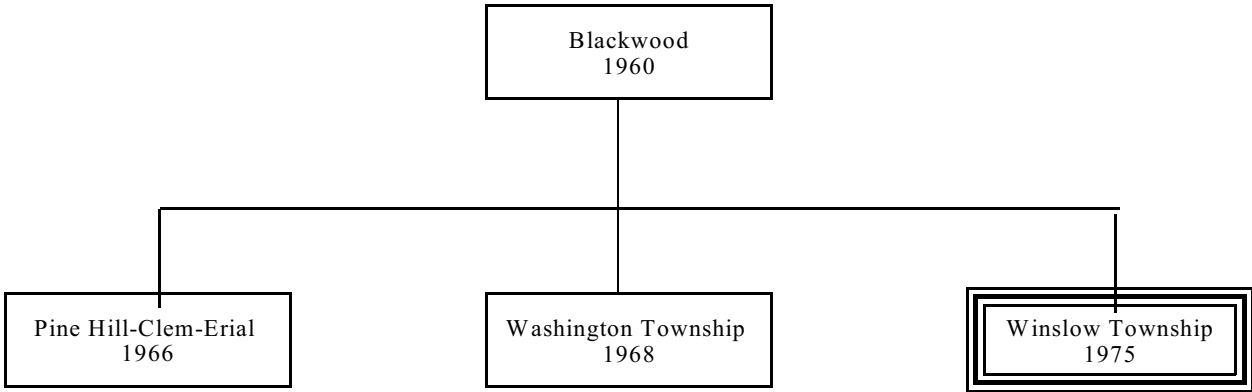 Blackwood
1960
Pine Hill-Clem-Erial
1966
Washington Township
1968
Winslow Township
1975